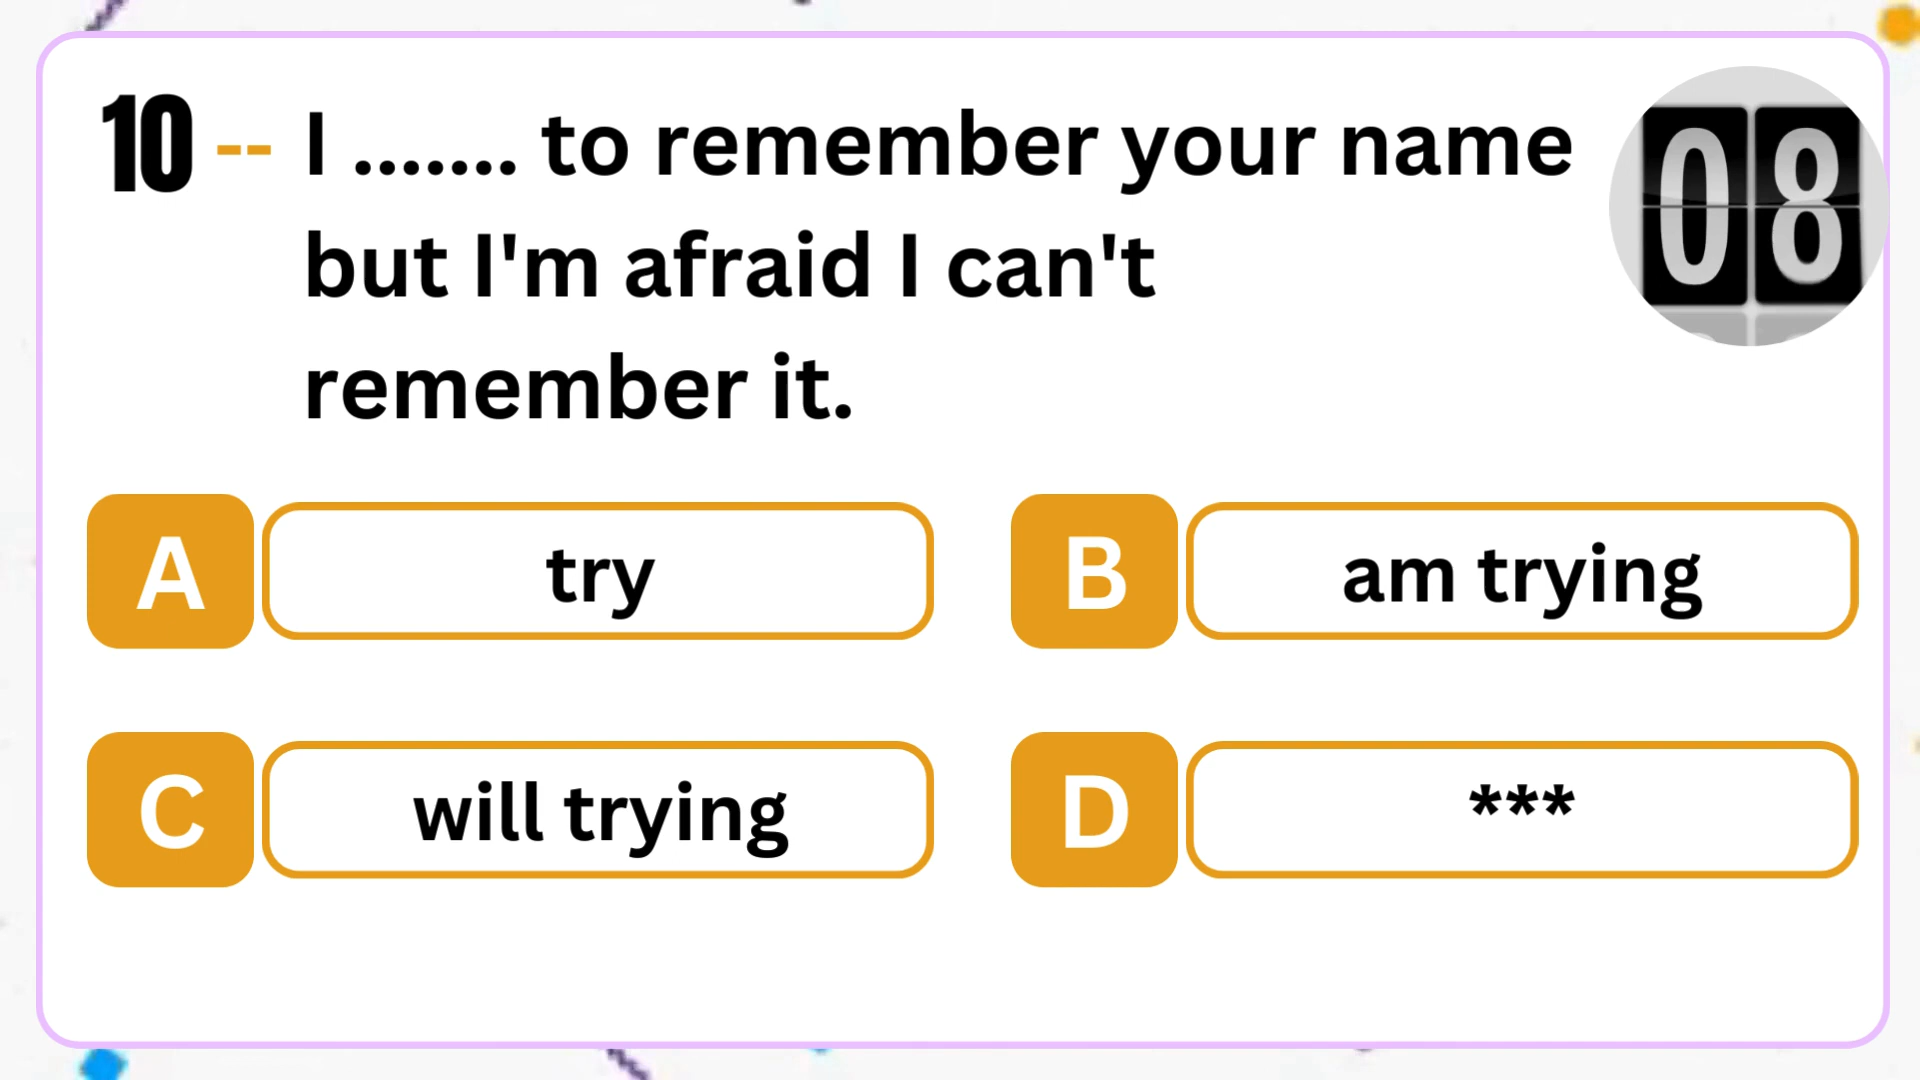 10 -- I ....... to remember your name
but I'm afraid I can't
remember it.
08
A try
B am trying
C will trying
D ***